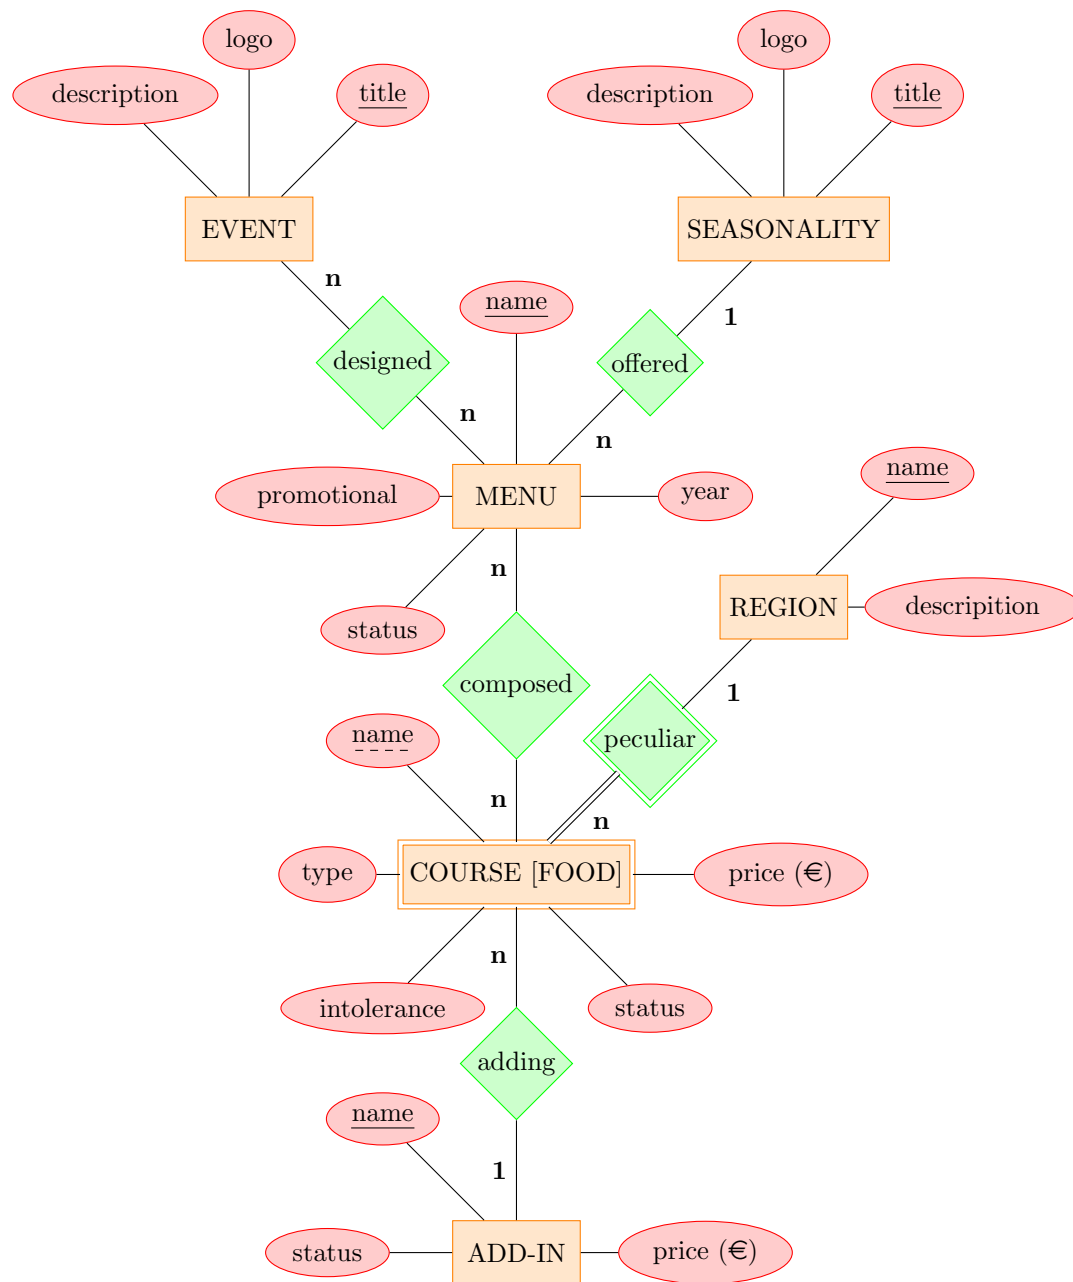 logo
logo
description
title
description
title
EVENT
SEASONALITY
n
name
1
designed
offered
n
n
name
promotional
MENU
year
n
REGION
descripition
status
composed
1
name
peculiar
n
n
type
COURSE [FOOD]
price (€)
n
intolerance
status
adding
name
1
status
ADD-IN
price (€)